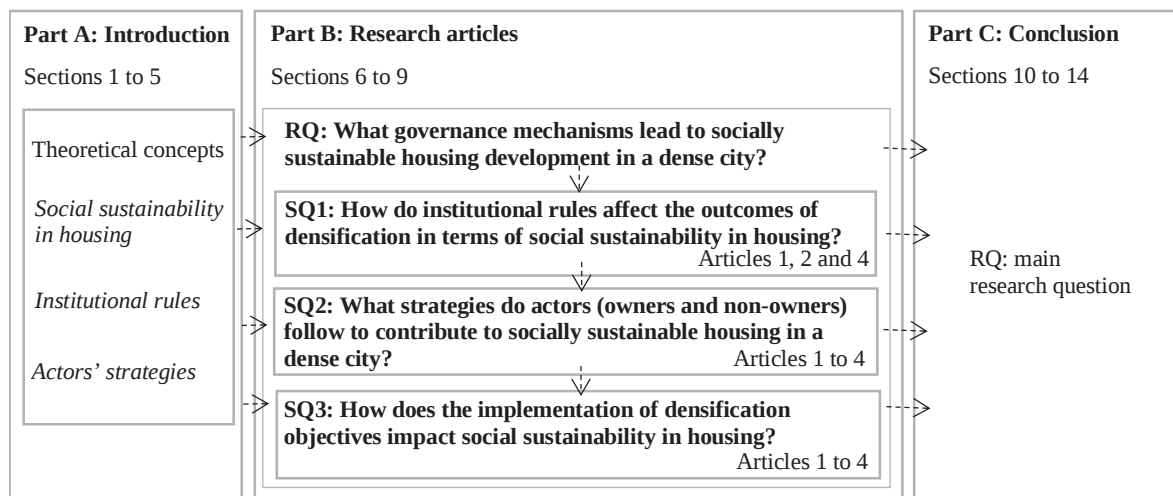 Part A: Introduction
Sections 1 to 5
Theoretical concepts
Social sustainability
in housing
Institutional rules
Actors’ strategies
Part B: Research articles
Sections 6 to 9
RQ: What governance mechanisms lead to socially
sustainable housing development in a dense city?
SQ1: How do institutional rules affect the outcomes of
densification in terms of social sustainability in housing?
Articles 1, 2 and 4
SQ2: What strategies do actors (owners and non-owners)
follow to contribute to socially sustainable housing in a
dense city?
Articles 1 to 4
SQ3: How does the implementation of densification
objectives impact social sustainability in housing?
Articles 1 to 4
Part C: Conclusion
Sections 10 to 14
RQ: main
research question